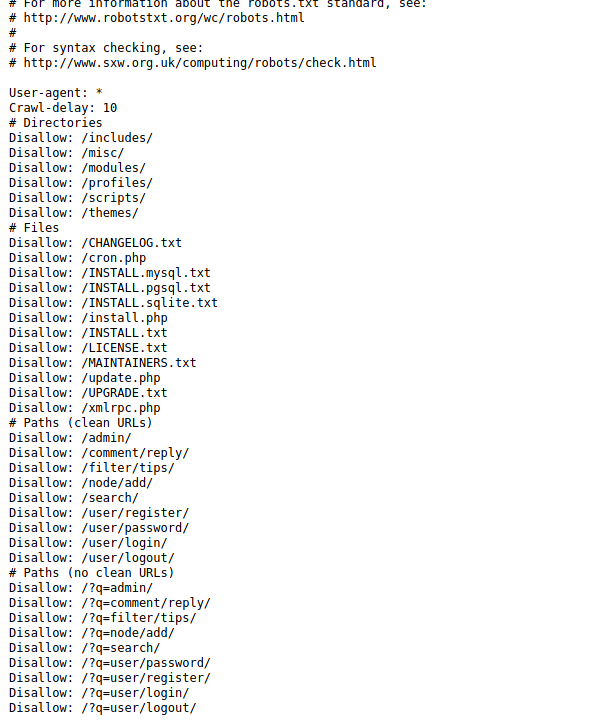 # For more information about the robots.txt standard, see:
# http://www.robotstxt.org/wc/robots.html
#
# For syntax checking, see:
# http://www.sxw.org.uk/computing/robots/check.html

User-agent: *
Crawl-delay: 10
# Directories
Disallow: /includes/
Disallow: /misc/
Disallow: /modules/
Disallow: /profiles/
Disallow: /scripts/
Disallow: /themes/
# Files
Disallow: /CHANGELOG.txt
Disallow: /cron.php
Disallow: /INSTALL.mysql.txt
Disallow: /INSTALL.pgsql.txt
Disallow: /INSTALL.sqlite.txt
Disallow: /install.php
Disallow: /INSTALL.txt
Disallow: /LICENSE.txt
Disallow: /MAINTAINERS.txt
Disallow: /update.php
Disallow: /UPGRADE.txt
Disallow: /xmlrpc.php
# Paths (clean URLs)
Disallow: /admin/
Disallow: /comment/reply/
Disallow: /filter/tips/
Disallow: /node/add/
Disallow: /search/
Disallow: /user/register/
Disallow: /user/password/
Disallow: /user/login/
Disallow: /user/logout/
# Paths (no clean URLs)
Disallow: /?q=admin/
Disallow: /?q=comment/reply/
Disallow: /?q=filter/tips/
Disallow: /?q=node/add/
Disallow: /?q=search/
Disallow: /?q=user/password/
Disallow: /?q=user/register/
Disallow: /?q=user/login/
Disallow: /?q=user/logout/